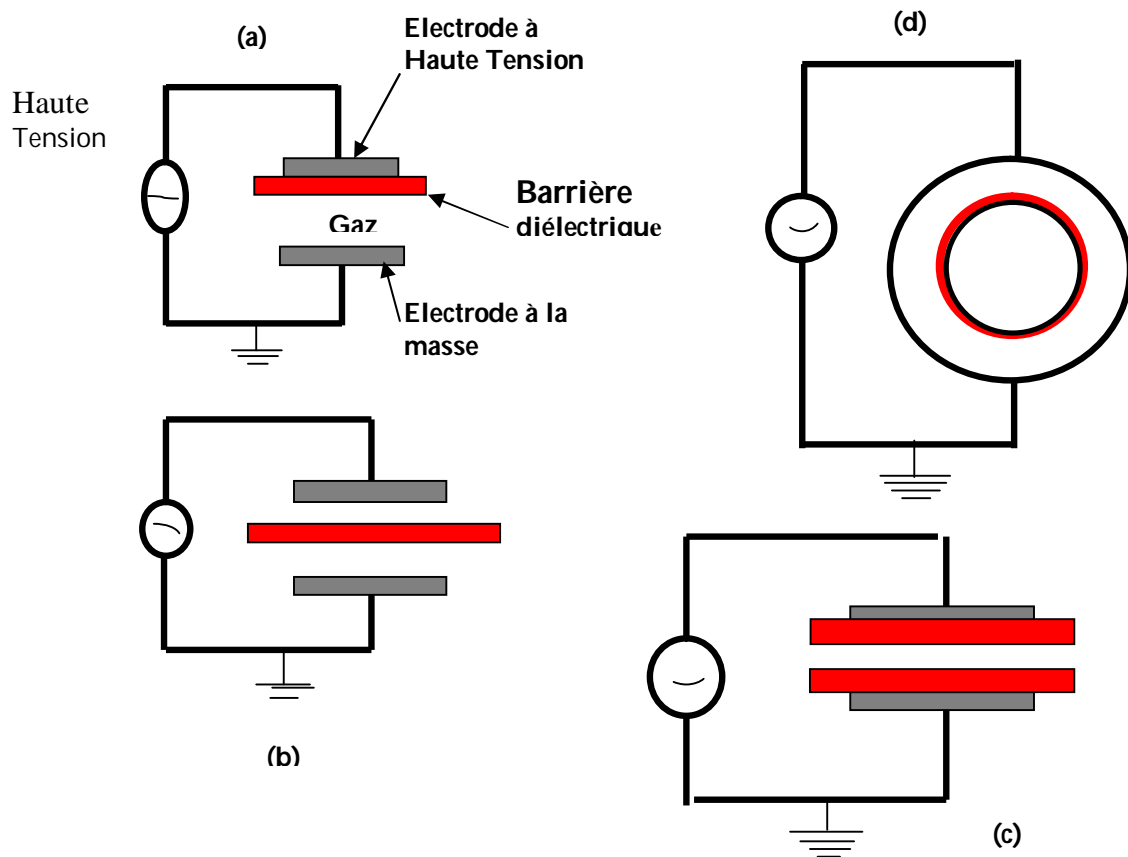 (a)
Electrode à
Haute Tension
(d)
Haute
Tension
Barrière
diélectrique
Gaz
Electrode à la
masse
(b)
(c)